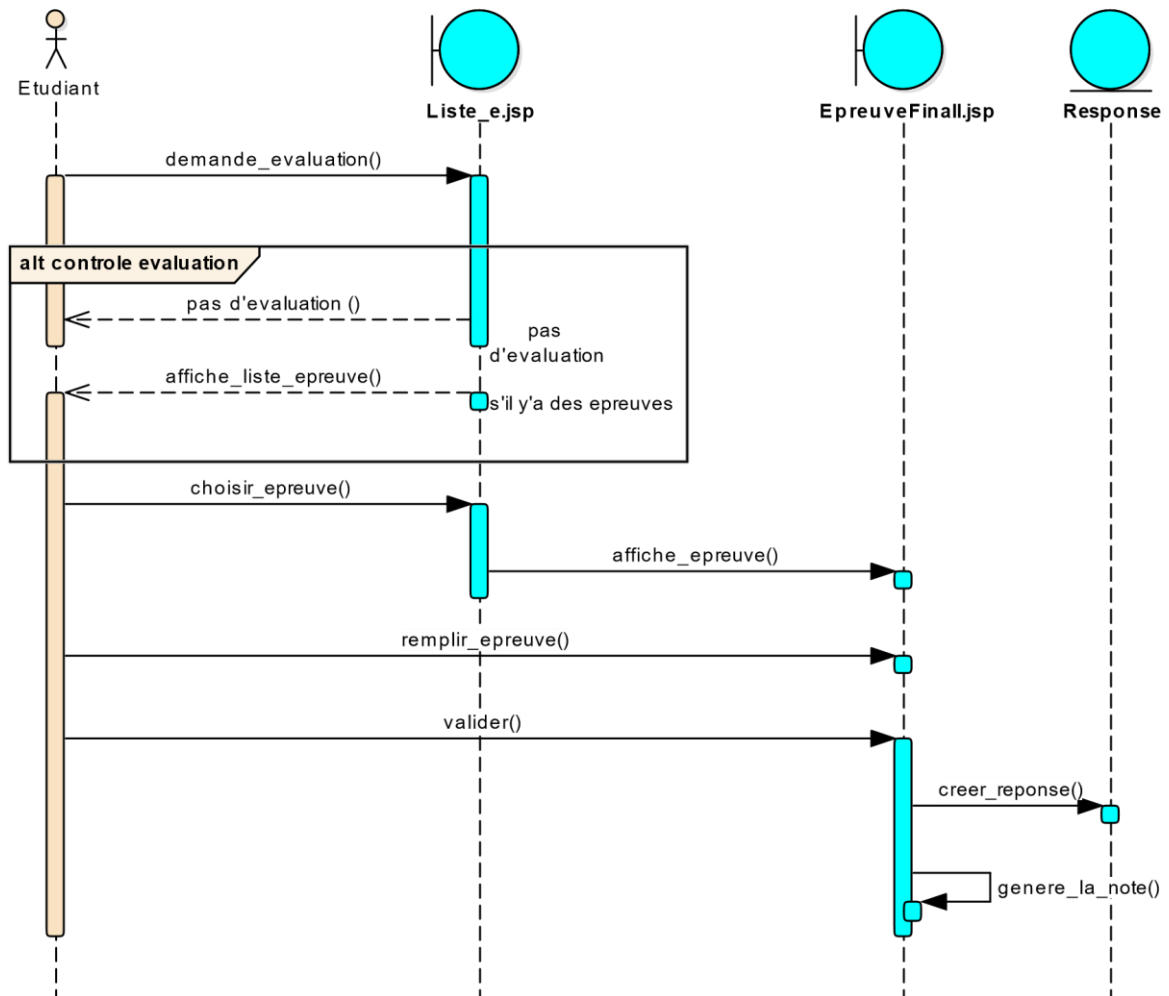 Etudiant
Liste_e.jsp
EpreuveFinall.jsp
Response
demande_evaluation()
alt controle evaluation
pas d'evaluation ()
pas
d'evaluation
affiche_liste_epreuve()
s'il y'a des epreuves
choisir_epreuve()
affiche_epreuve()
remplir_epreuve()
valider()
creer_reponse()
genere_la_note()